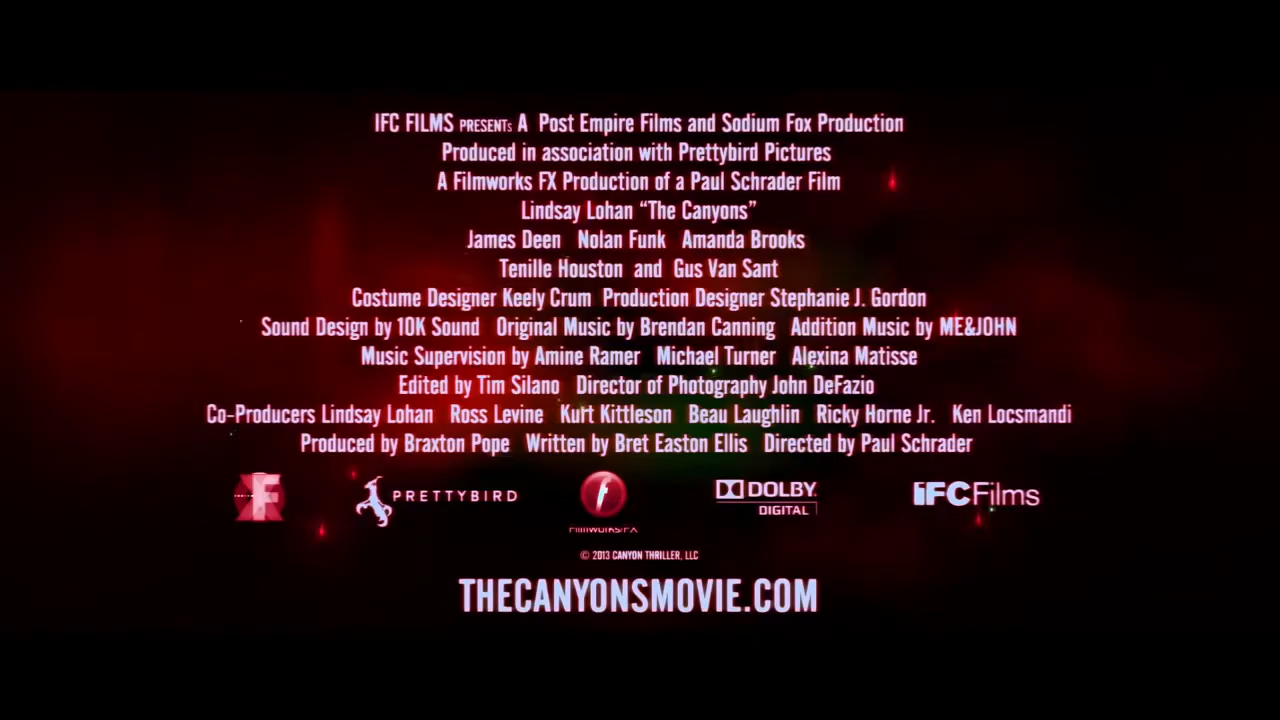 IFC FILMS PRESENTs A Post Empire Films and Sodium Fox Production
Produced in association with Prettybird Pictures
A Filmworks FX Production of a Paul Schrader Film
Lindsay Lohan “The Canyons”
James Deen Nolan Funk Amanda Brooks
Tenille Houston and Gus Van Sant
Costume Designer Keely Crum Production Designer Stephanie J. Gordon
Sound Design by 10K Sound Original Music by Brendan Canning Addition Music by ME&JOHN
Music Supervision by Amine Ramer Michael Turner Alexina Matisse
Edited by Tim Silano Director of Photography John DeFazio
Co-Producers Lindsay Lohan Ross Levine Kurt Kittleson Beau Laughlin Ricky Horne Jr. Ken Locsmandi
Produced by Braxton Pope Written by Bret Easton Ellis Directed by Paul Schrader
F PRETTYBIRD f DOLBY. iFC Films
DIGITAL
FILMWORKS/FX
© 2013 CANYON THRILLER, LLC
THECANYONSMOVIE.COM